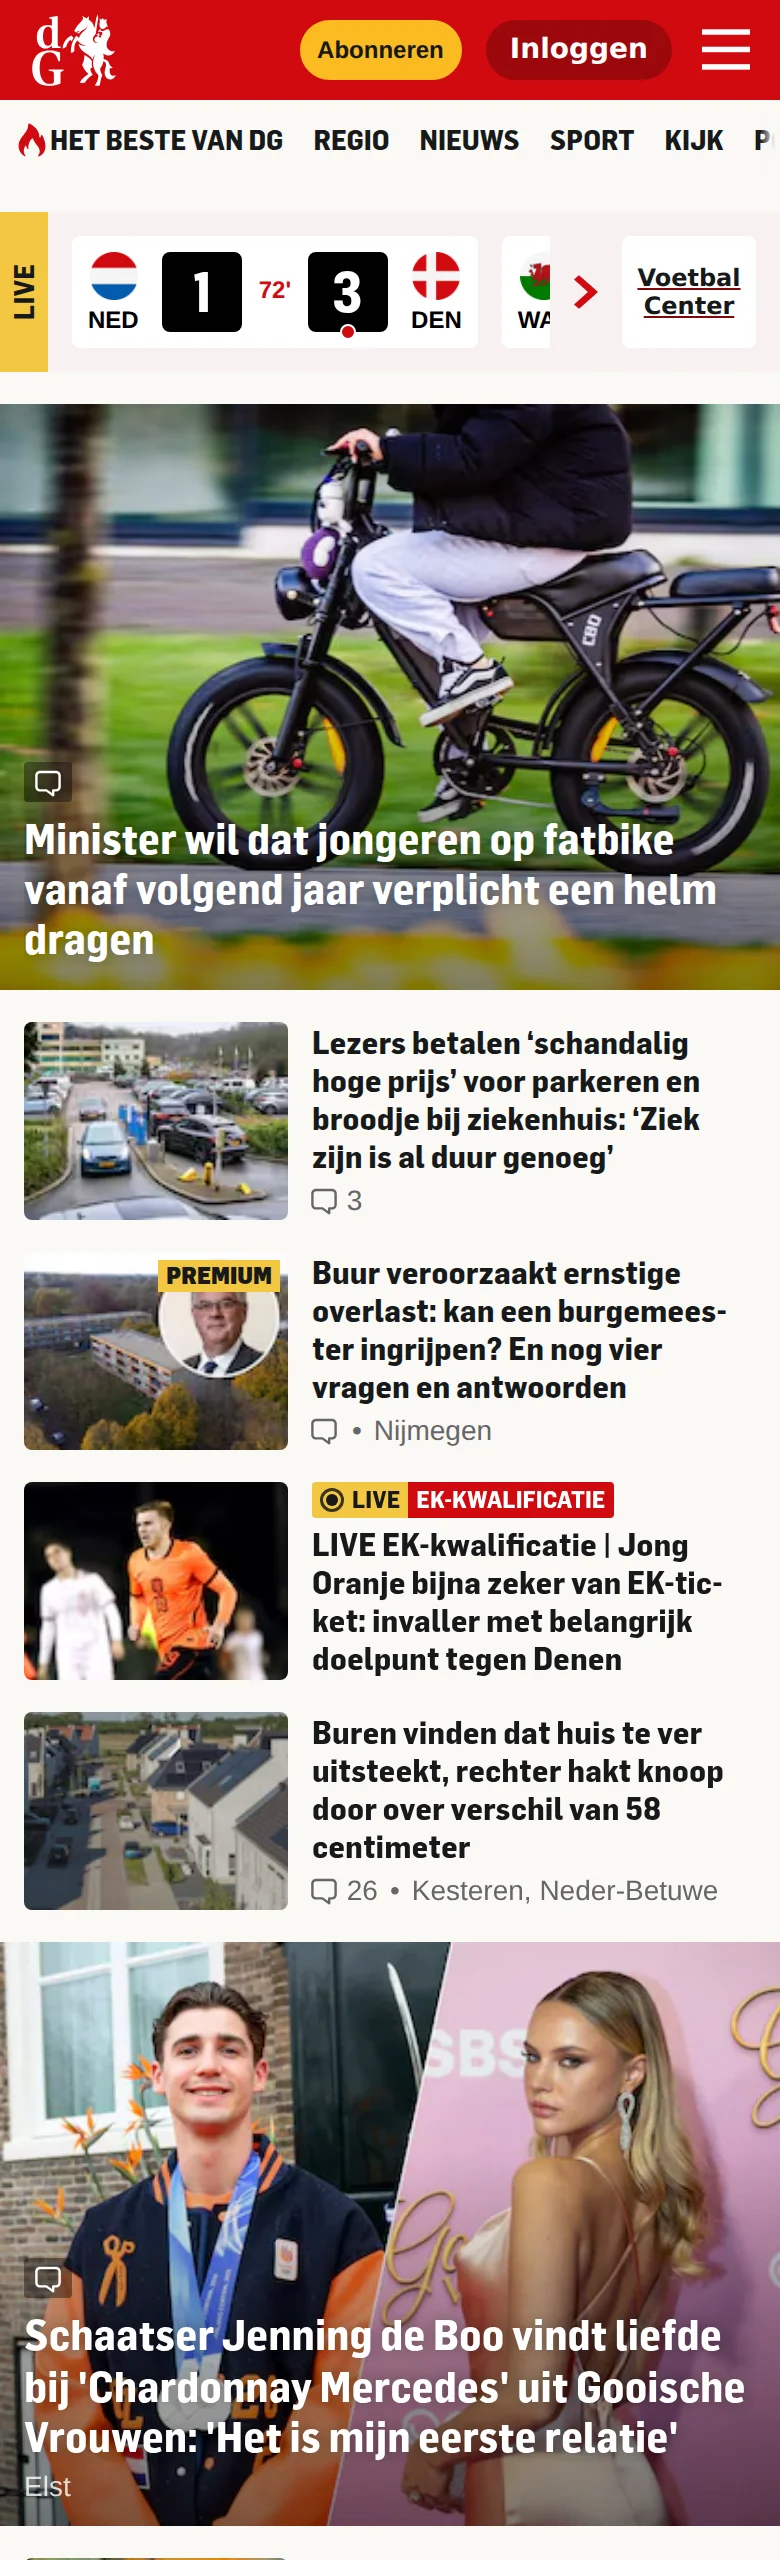 dG
Abonneren
Inloggen
HET BESTE VAN DG
REGIO
NIEUWS
SPORT
KIJK
LIVE
NED
1
72'
3
DEN
WA
Voetbal
Center
CBO
Minister wil dat jongeren op fatbike
vanaf volgend jaar verplicht een helm
dragen
Lezers betalen ‘schandalig
hoge prijs’ voor parkeren en
broodje bij ziekenhuis: ‘Ziek
zijn is al duur genoeg’
3
PREMIUM
Buur veroorzaakt ernstige
overlast: kan een burgemees-
ter ingrijpen? En nog vier
vragen en antwoorden
• Nijmegen
LIVE EK-KWALIFICATIE
LIVE EK-kwalificatie | Jong
Oranje bijna zeker van EK-tic-
ket: invaller met belangrijk
doelpunt tegen Denen
Buren vinden dat huis te ver
uitsteekt, rechter hakt knoop
door over verschil van 58
centimeter
26 • Kesteren, Neder-Betuwe
SBS
Schaatser Jenning de Boo vindt liefde
bij 'Chardonnay Mercedes' uit Gooische
Vrouwen: 'Het is mijn eerste relatie'
Elst